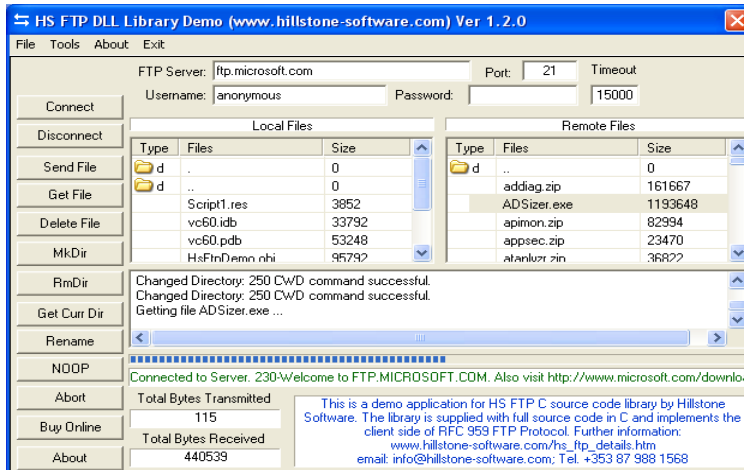 HS FTP DLL Library Demo (www.hillstone-software.com) Ver 1.2.0
File Tools About Exit
FTP Server: ftp.microsoft.com Port: 21 Timeout
Username: anonymous Password: 15000
Connect
Disconnect
Send File
Get File
Delete File
MkDir
RmDir
Get Curr Dir
Rename
NOOP
Abort
Buy Online
About
Local Files
Type Files Size
d . 0
d .. 0
Script1.res 3852
vc60.idb 33792
vc60.pdb 53248
HsFtpDemo.obj 95792
Remote Files
Type Files Size
d .. 0
addiag.zip 161667
ADSizer.exe 1193648
apimon.zip 82994
appsec.zip 23470
atanlyzr.zip 36822
Changed Directory: 250 CWD command successful.
Changed Directory: 250 CWD command successful.
Getting file ADSizer.exe ...
Connected to Server. 230-Welcome to FTP.MICROSOFT.COM. Also visit http://www.microsoft.com/downloa
Total Bytes Transmitted
115
Total Bytes Received
440539
This is a demo application for HS FTP C source code library by Hillstone
Software. The library is supplied with full source code in C and implements the
client side of RFC 959 FTP Protocol. Further information:
www.hillstone-software.com/hs_ftp_details.htm
email: info@hillstone-software.com; Tel. +353 87 988 1568